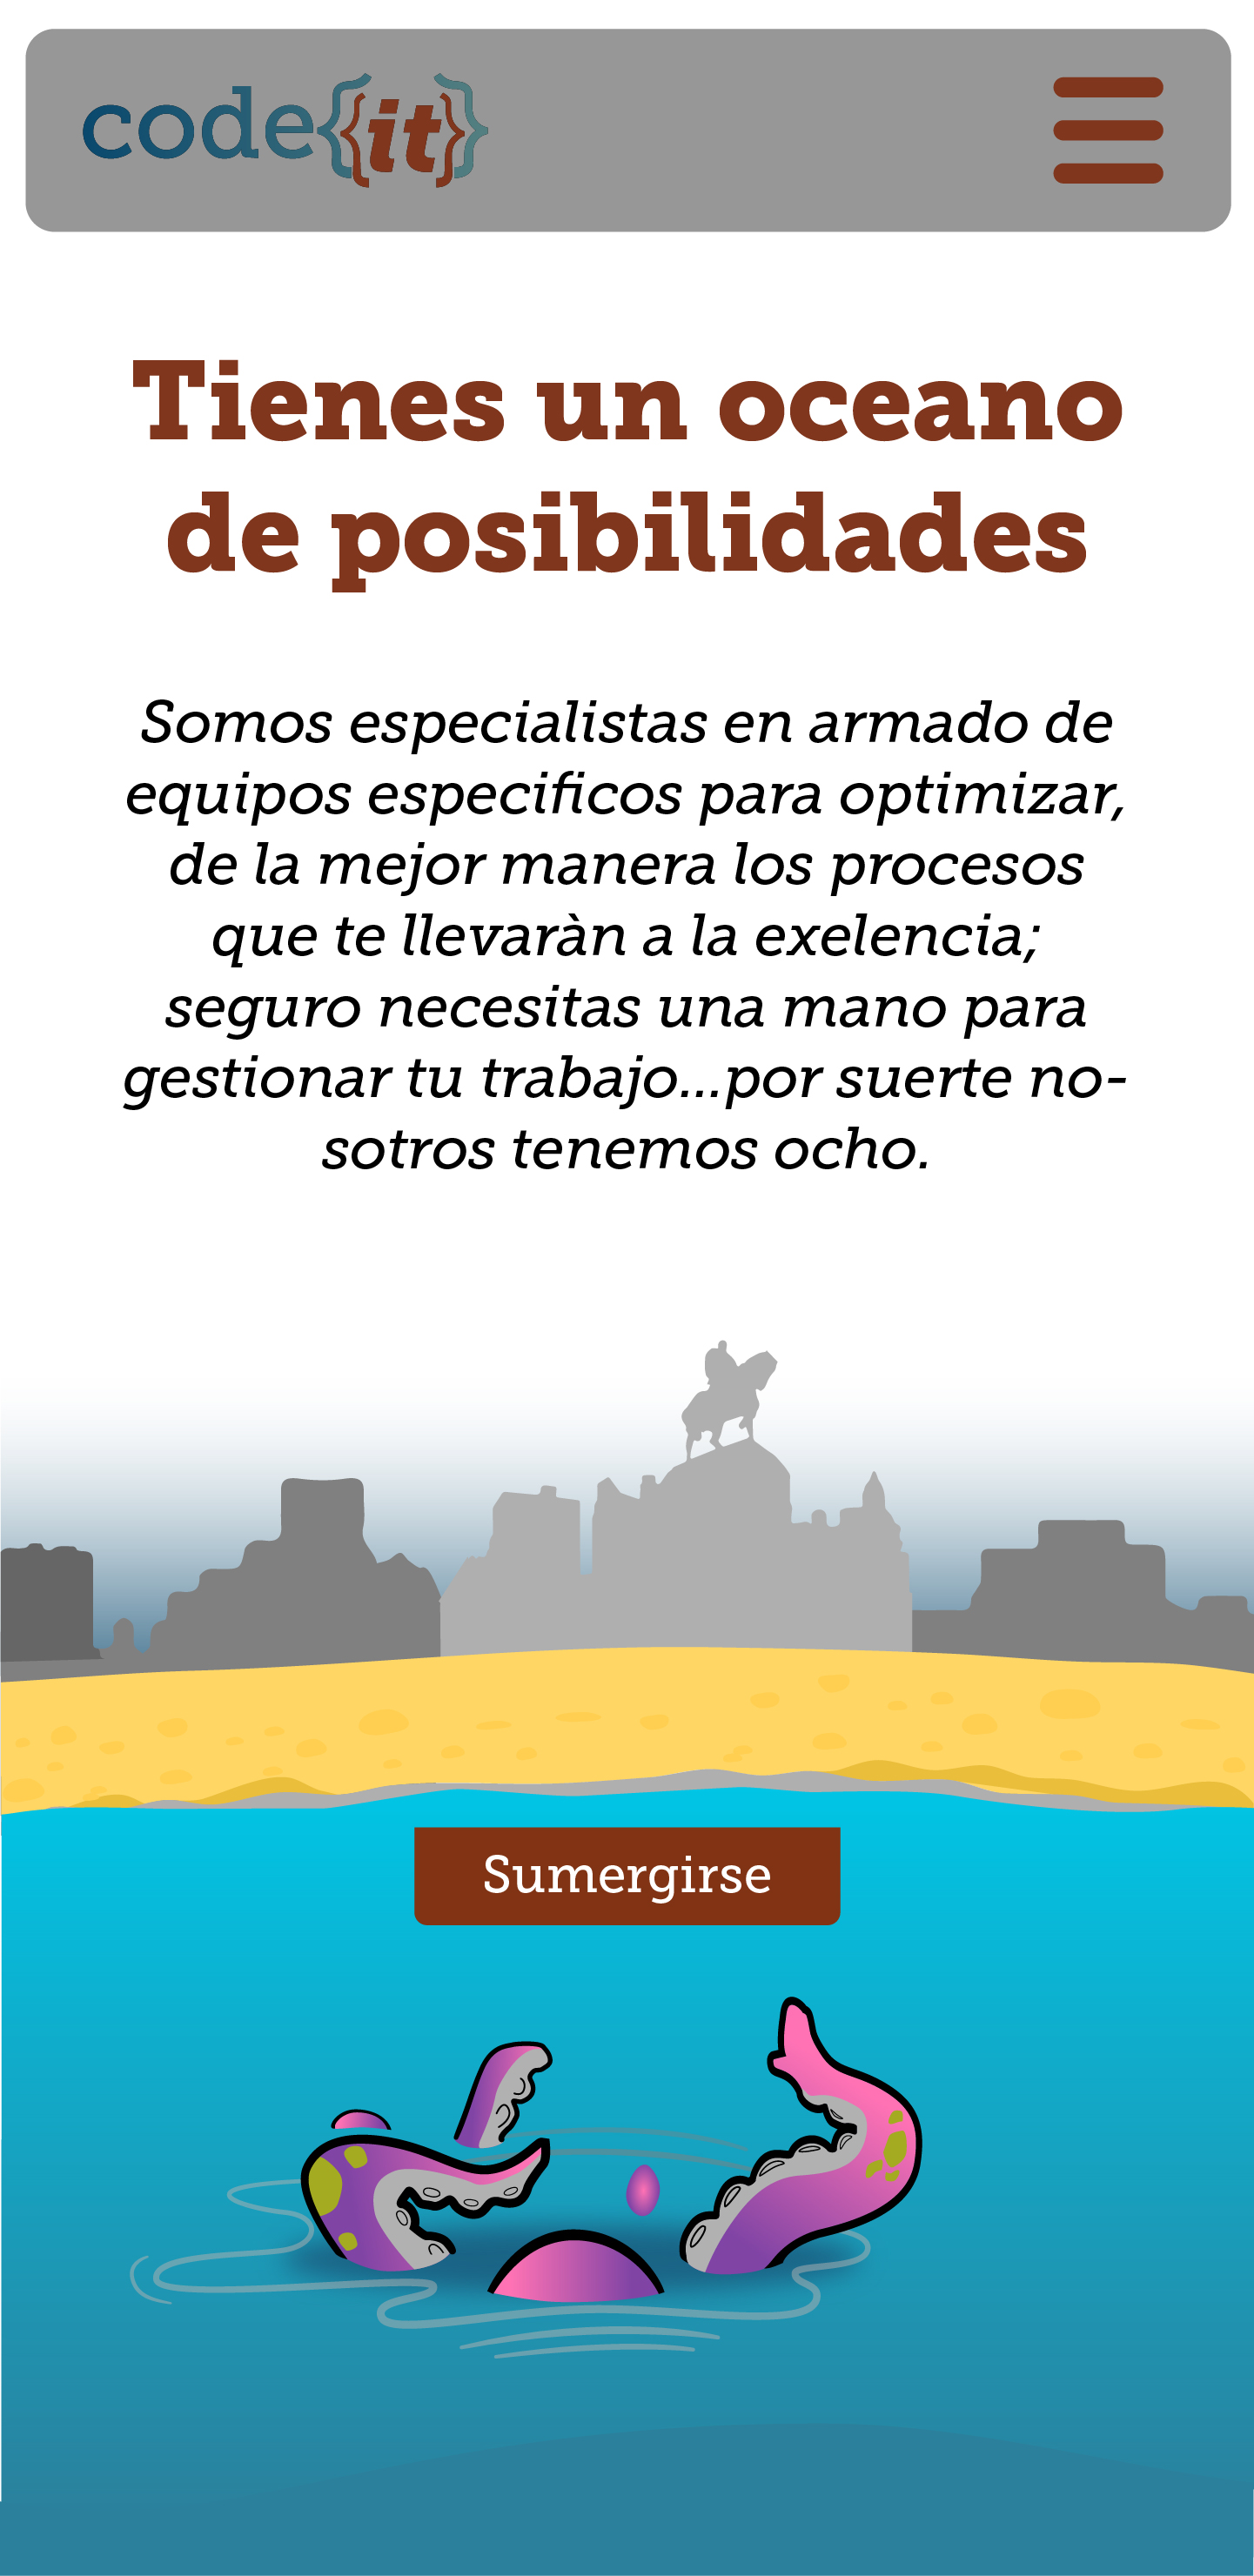 code{{it}}
Tienes un oceano
de posibilidades
Somos especialistas en armado de
equipos especificos para optimizar,
de la mejor manera los procesos
que te llevaràn a la exelencia;
seguro necesitas una mano para
gestionar tu trabajo...por suerte no-
sotros tenemos ocho.
Sumergirse